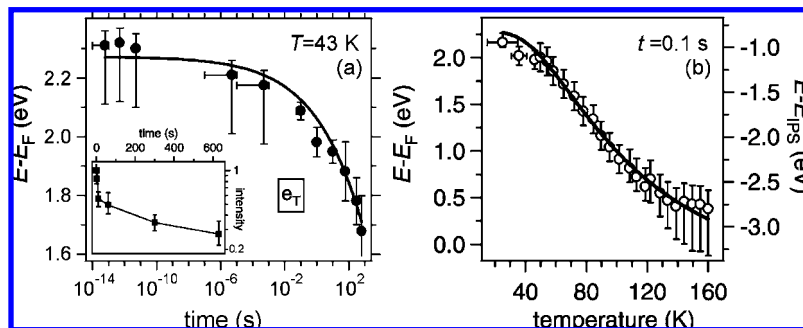 2.4
2.2
2.0
1.8
1.6
E-E_F (eV)
T=43 K
(a)
e_T
time (s)
0 200 400 600
1
0.2
intensity
10^-14 10^-10 10^-6 10^-2 10^2
time (s)
2.0
1.5
1.0
0.5
0.0
E-E_F (eV)
t =0.1 s
(b)
-1.0
-1.5
-2.0
-2.5
-3.0
E-E_IPS (eV)
40 80 120 160
temperature (K)